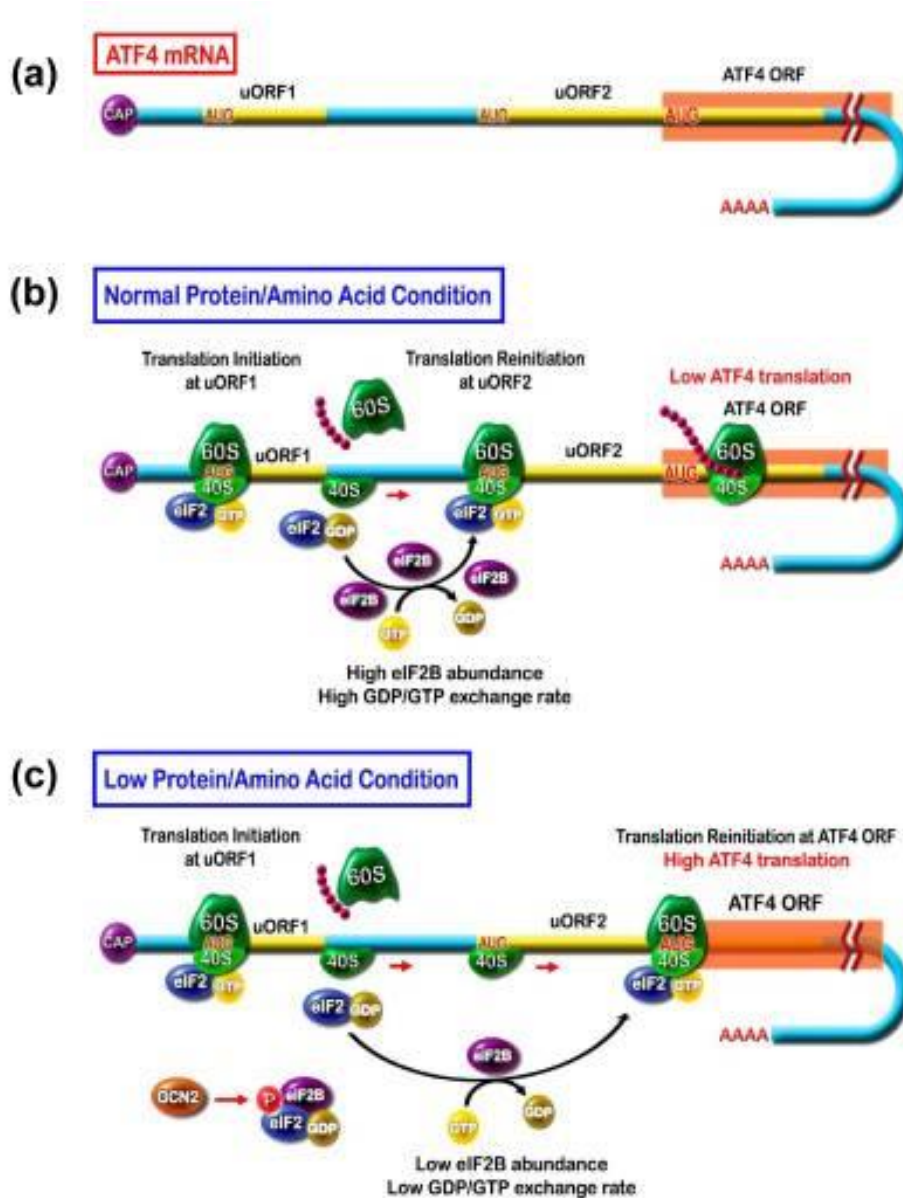 (a)
ATF4 mRNA
uORF1
uORF2
ATF4 ORF
CAP
AUG
AUG
AUG
AAAA
(b)
Normal Protein/Amino Acid Condition
Translation Initiation
at uORF1
Translation Reinitiation
at uORF2
Low ATF4 translation
ATF4 ORF
60S
60S
60S
60S
CAP
AUG
uORF1
AUG
uORF2
AUG
40S
40S
40S
40S
eIF2
GTP
eIF2
GDP
eIF2
GTP
eIF2B
eIF2B
eIF2B
GTP
GDP
AAAA
High eIF2B abundance
High GDP/GTP exchange rate
(c)
Low Protein/Amino Acid Condition
Translation Initiation
at uORF1
Translation Reinitiation at ATF4 ORF
High ATF4 translation
60S
60S
60S
ATF4 ORF
CAP
AUG
uORF1
AUG
uORF2
AUG
40S
40S
40S
40S
eIF2
GTP
eIF2
GDP
eIF2
GTP
AAAA
eIF2B
GCN2
P
eIF2B
eIF2
GDP
GTP
GDP
Low eIF2B abundance
Low GDP/GTP exchange rate